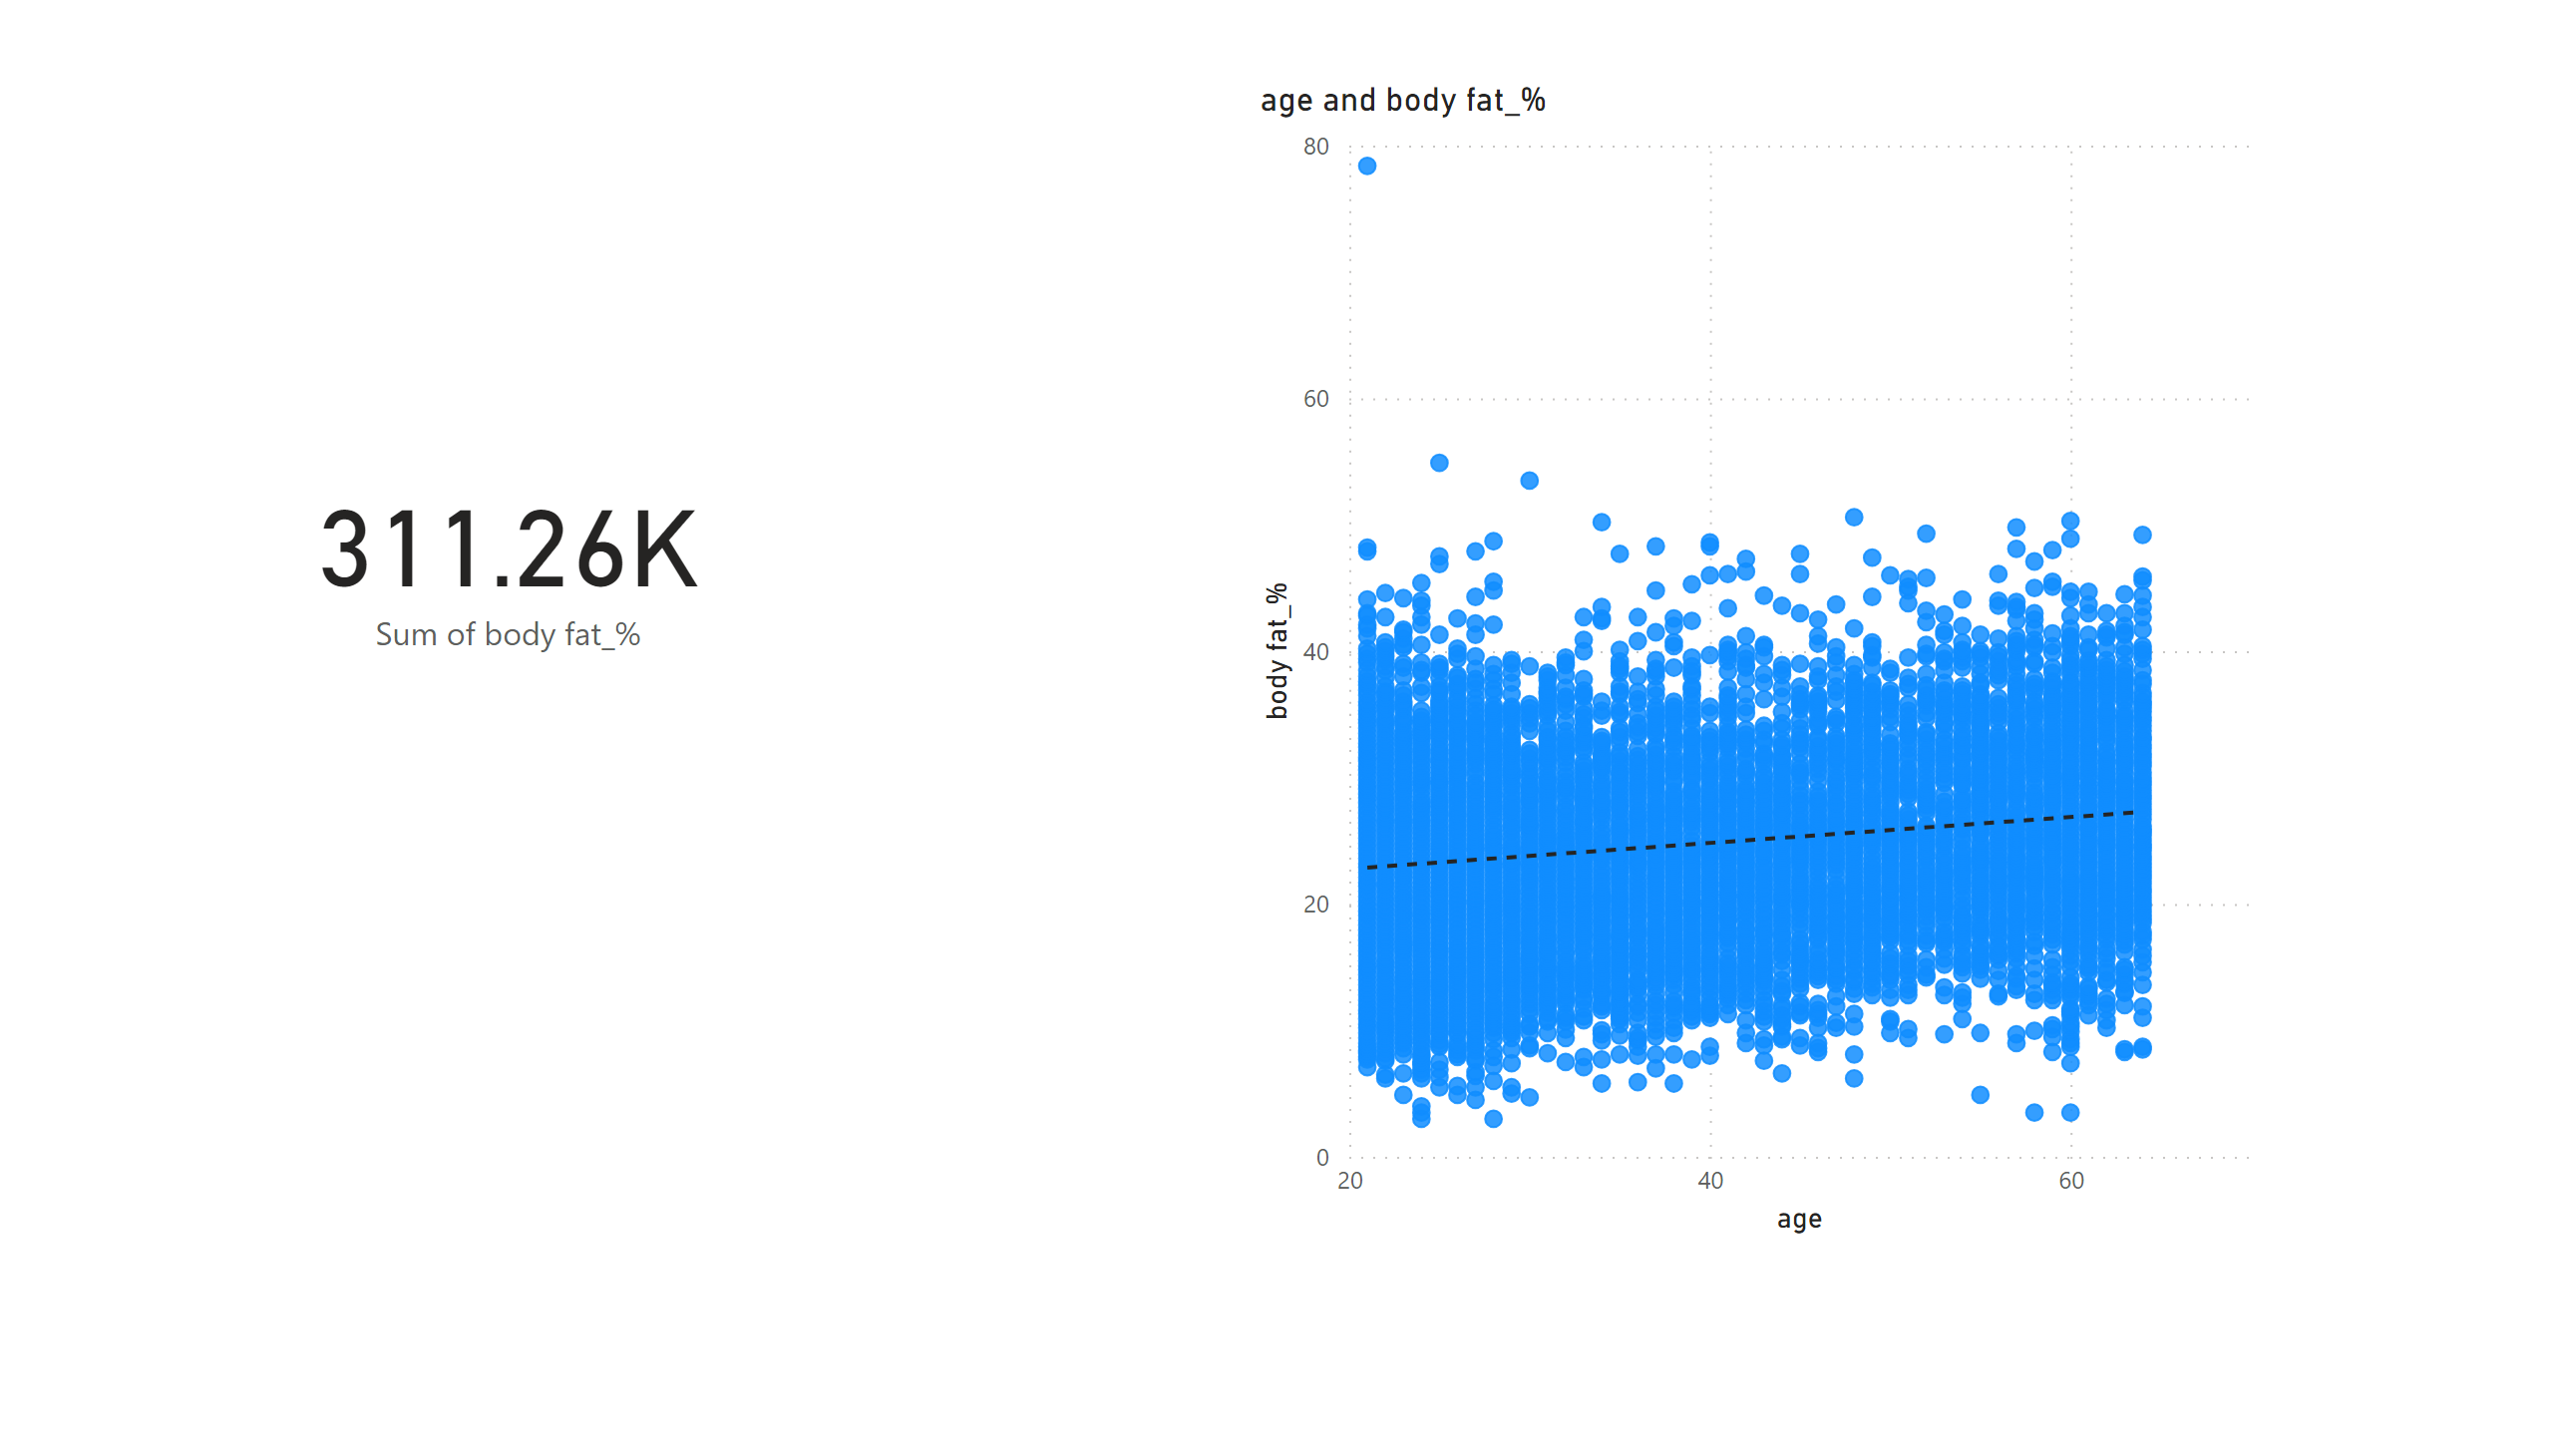 311.26K
Sum of body fat_%
age and body fat_%
80
60
40
20
0
body fat_%
20 40 60
age